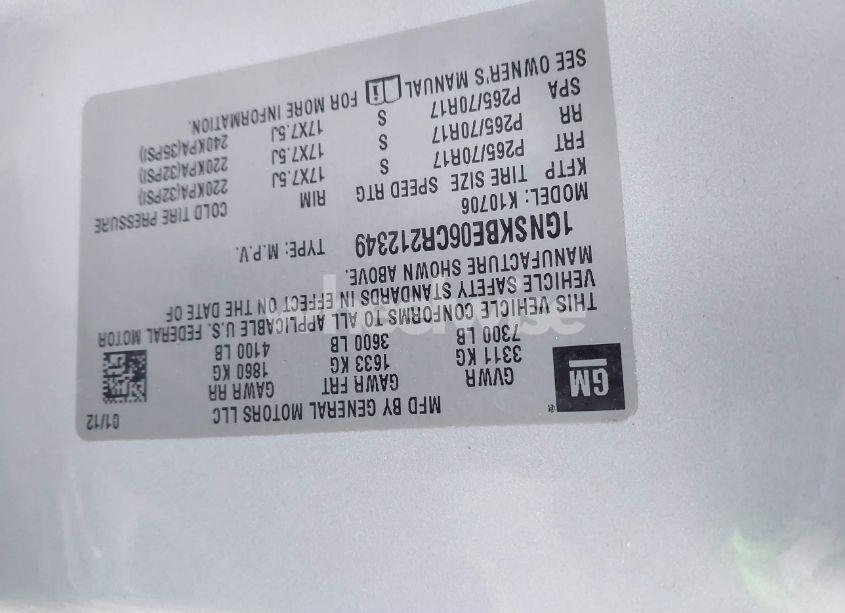 MFD BY GENERAL MOTORS LLC 01/12
GM ®
GVWR GAWR FRT GAWR RR
3311 KG 1633 KG 1860 KG
7300 LB 3600 LB 4100 LB
THIS VEHICLE CONFORMS TO ALL APPLICABLE U.S. FEDERAL MOTOR
VEHICLE SAFETY STANDARDS IN EFFECT ON THE DATE OF
MANUFACTURE SHOWN ABOVE.
1GNSKBE06CR212349 TYPE: M.P.V.
MODEL: K10706
KFTP TIRE SIZE SPEED RTG RIM COLD TIRE PRESSURE
FRT P265/70R17 S 17X7.5J 220KPA(32PSI)
RR P265/70R17 S 17X7.5J 220KPA(32PSI)
SPA P265/70R17 S 17X7.5J 240KPA(35PSI)
SEE OWNER'S MANUAL FOR MORE INFORMATION.